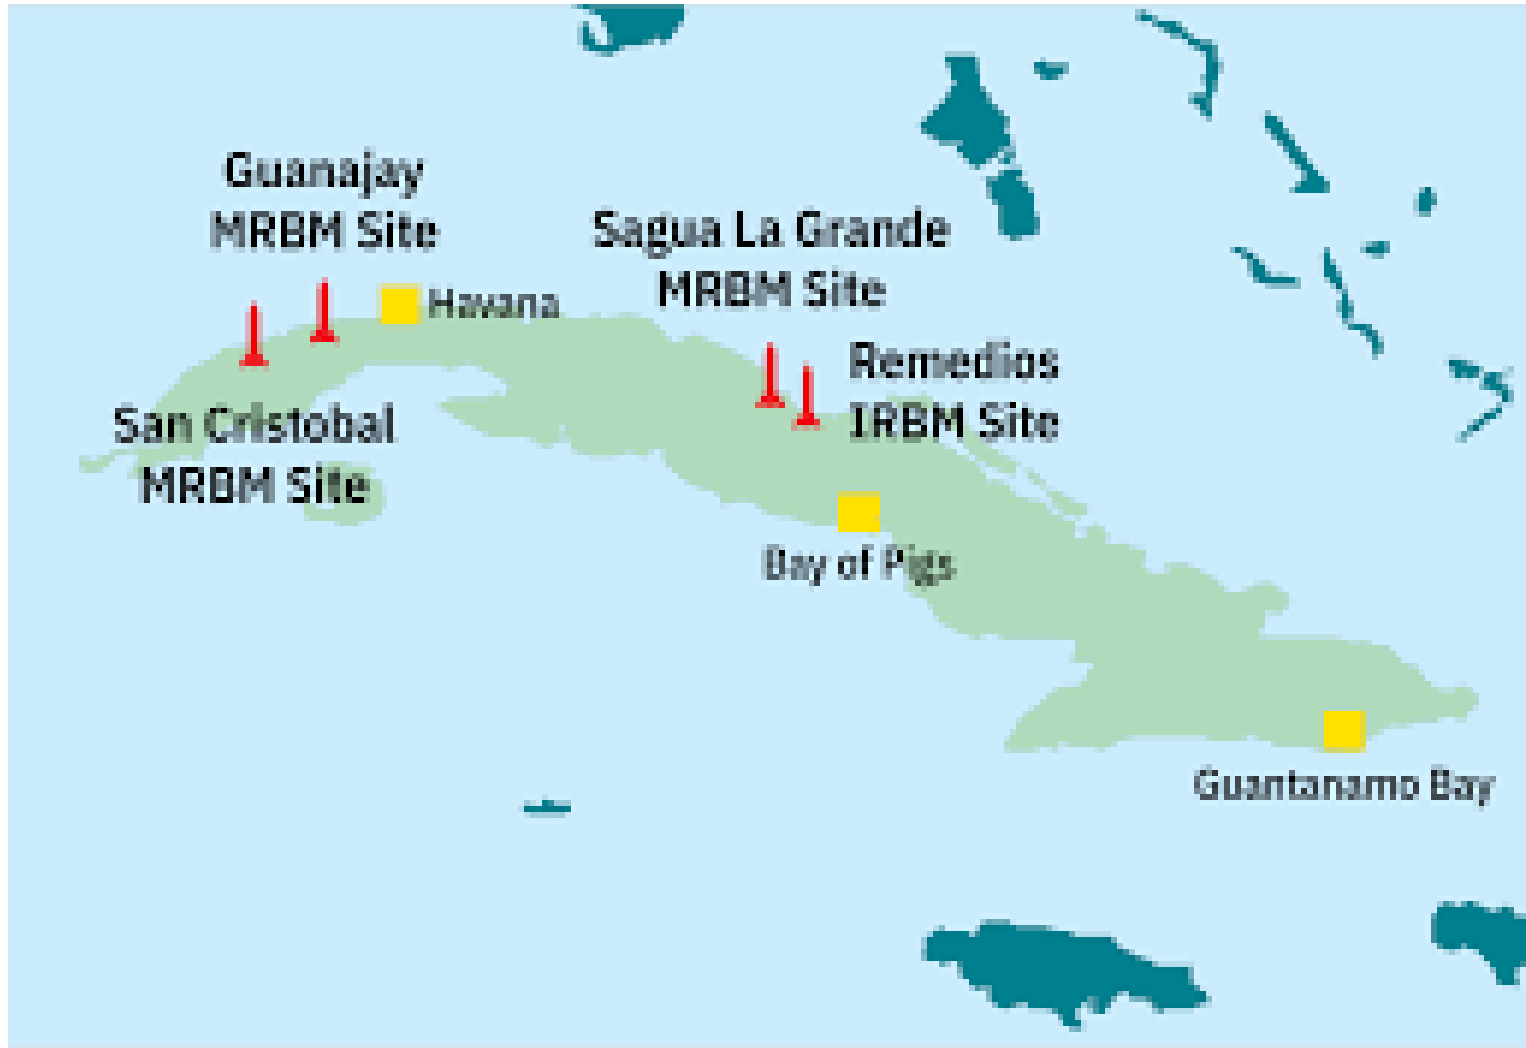 Guanajay
MRBM Site
Sagua La Grande
MRBM Site
Havana
Remedios
IRBM Site
San Cristobal
MRBM Site
Bay of Pigs
Guantanamo Bay